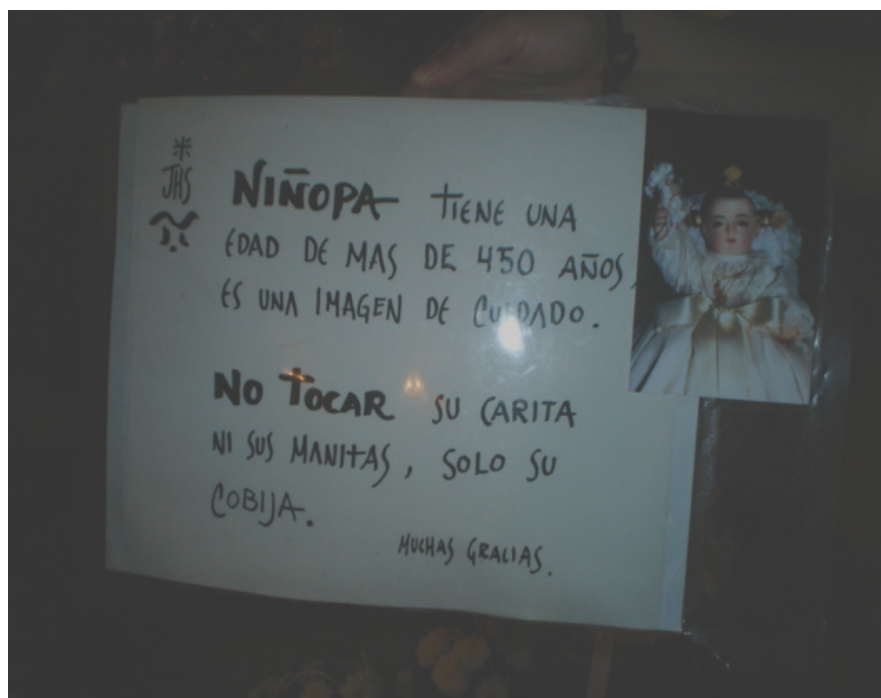 JHS
NIÑOPA TIENE UNA
EDAD DE MAS DE 450 AÑOS,
ES UNA IMAGEN DE CUIDADO.
NO TOCAR SU CARITA
NI SUS MANITAS, SOLO SU
COBIJA.
MUCHAS GRACIAS.